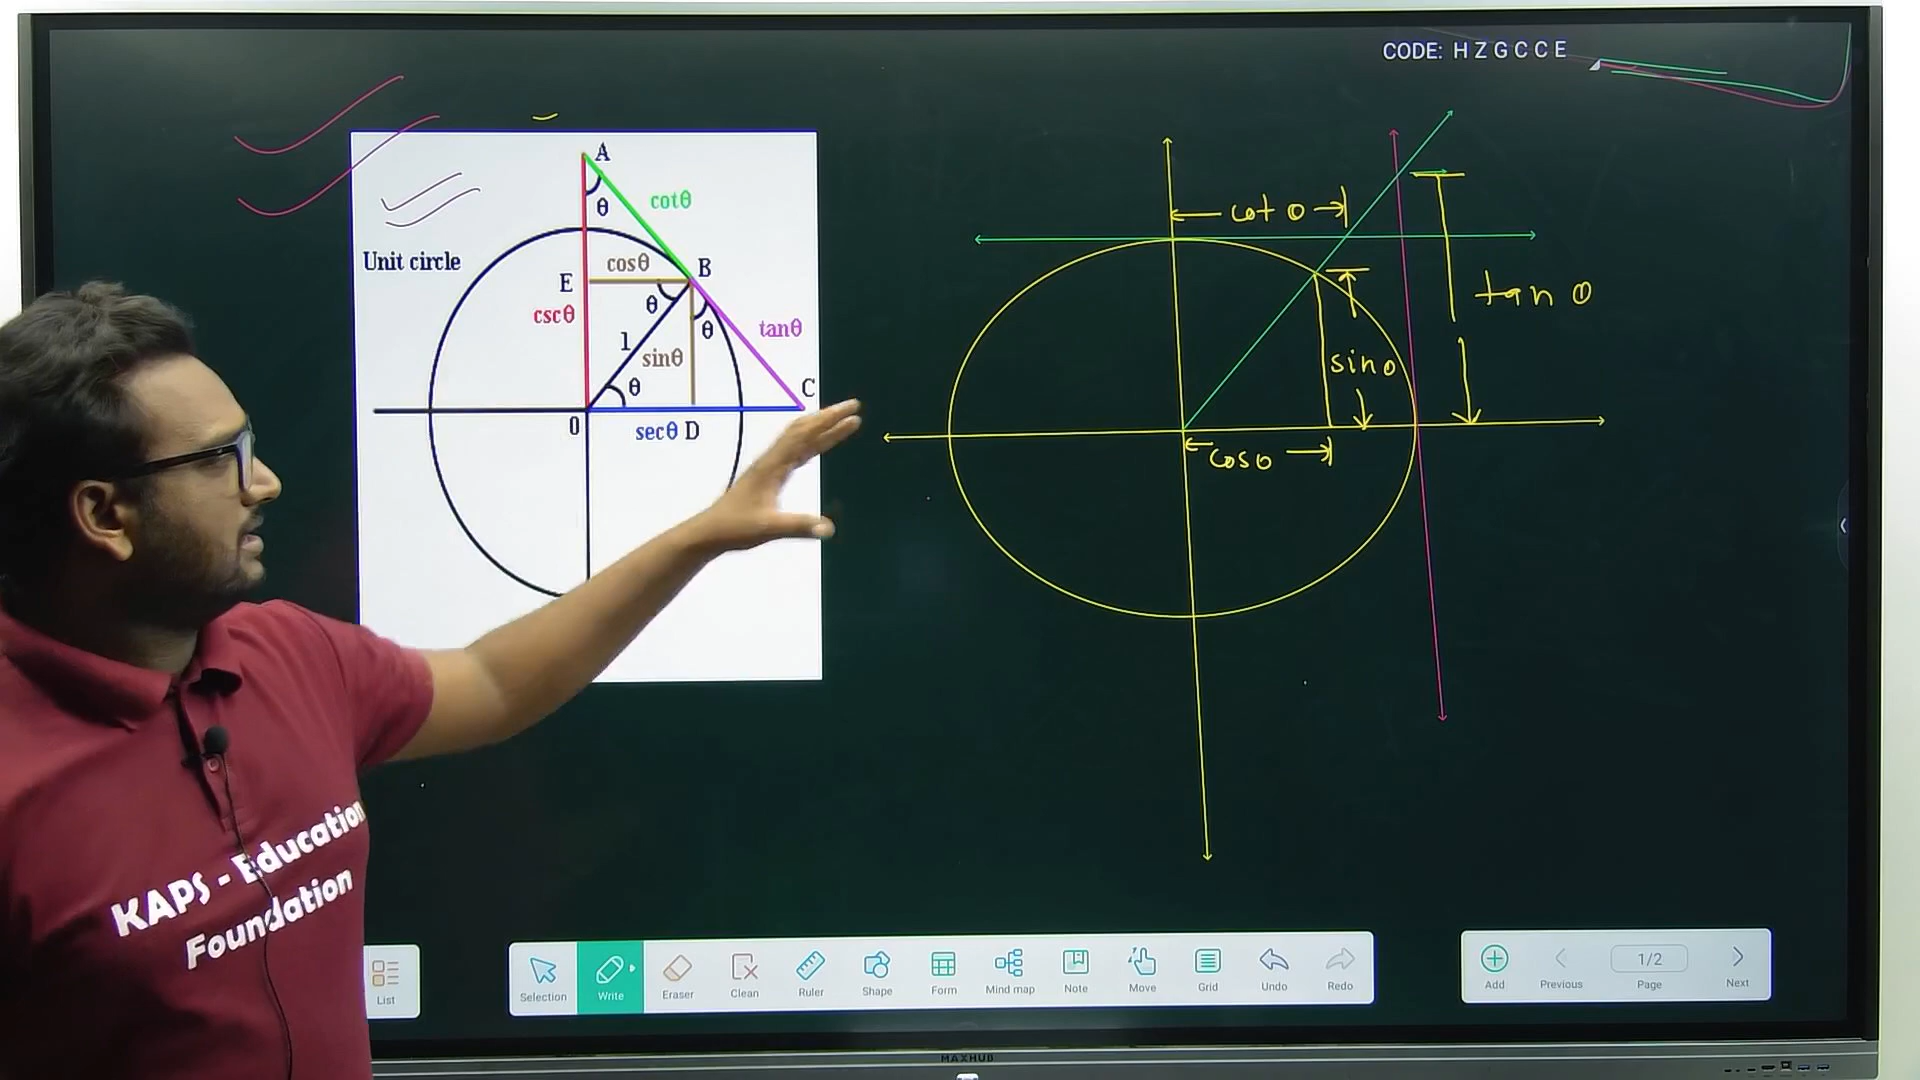 CODE: H Z G C C E
A
θ
cotθ
Unit circle
cosθ
B
E
θ
cscθ
θ
tanθ
1
sinθ
θ
C
0
secθ D
cot θ
tan θ
sinθ
cosθ
KAPS - Education
Foundation
List
Selection
Write
Eraser
Clean
Ruler
Shape
Form
Mind map
Note
Move
Grid
Undo
Redo
Add
Previous
1/2
Page
Next
MAXHUB